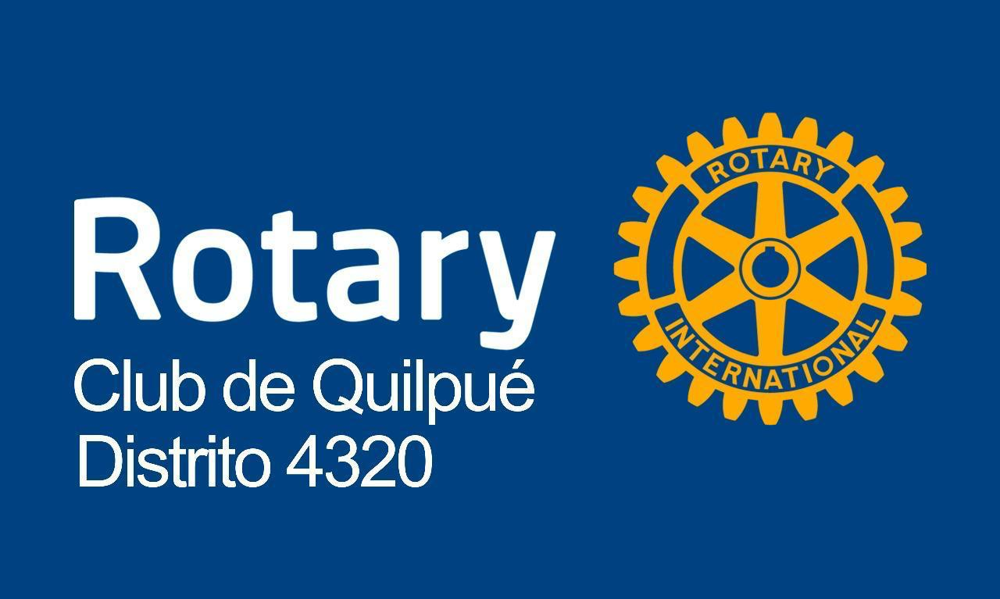 Rotary
Club de Quilpué
Distrito 4320
ROTARY
INTERNATIONAL